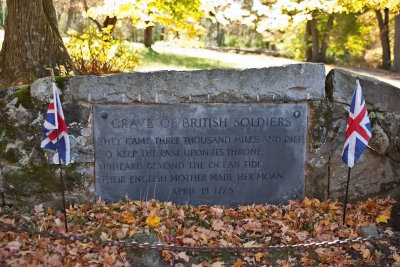 GRAVE OF BRITISH SOLDIERS
THEY CAME THREE THOUSAND MILES AND DIED
TO KEEP THE PAST UPON ITS THRONE
UNHEARD, BEYOND THE OCEAN TIDE,
THEIR ENGLISH MOTHER MADE HER MOAN.
APRIL 19, 1775